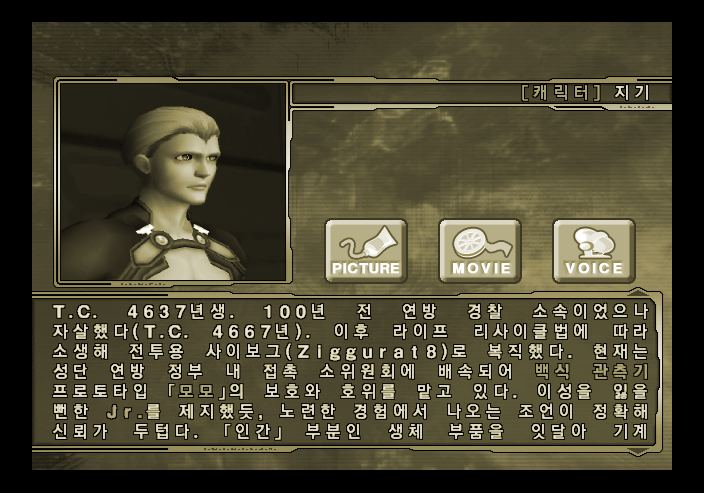 [캐릭터] 지기
PICTURE MOVIE VOICE
T.C. 4637년생. 100년 전 연방 경찰 소속이었으나
자살했다(T.C. 4667년). 이후 라이프 리사이클법에 따라
소생해 전투용 사이보그(Ziggurat8)로 복직했다. 현재는
성단 연방 정부 내 접촉 소위원회에 배속되어 백식 관측기
프로토타입 「모모」의 보호와 호위를 맡고 있다. 이성을 잃을
뻔한 Jr.를 제지했듯, 노련한 경험에서 나오는 조언이 정확해
신뢰가 두텁다. 「인간」 부분인 생체 부품을 잇달아 기계